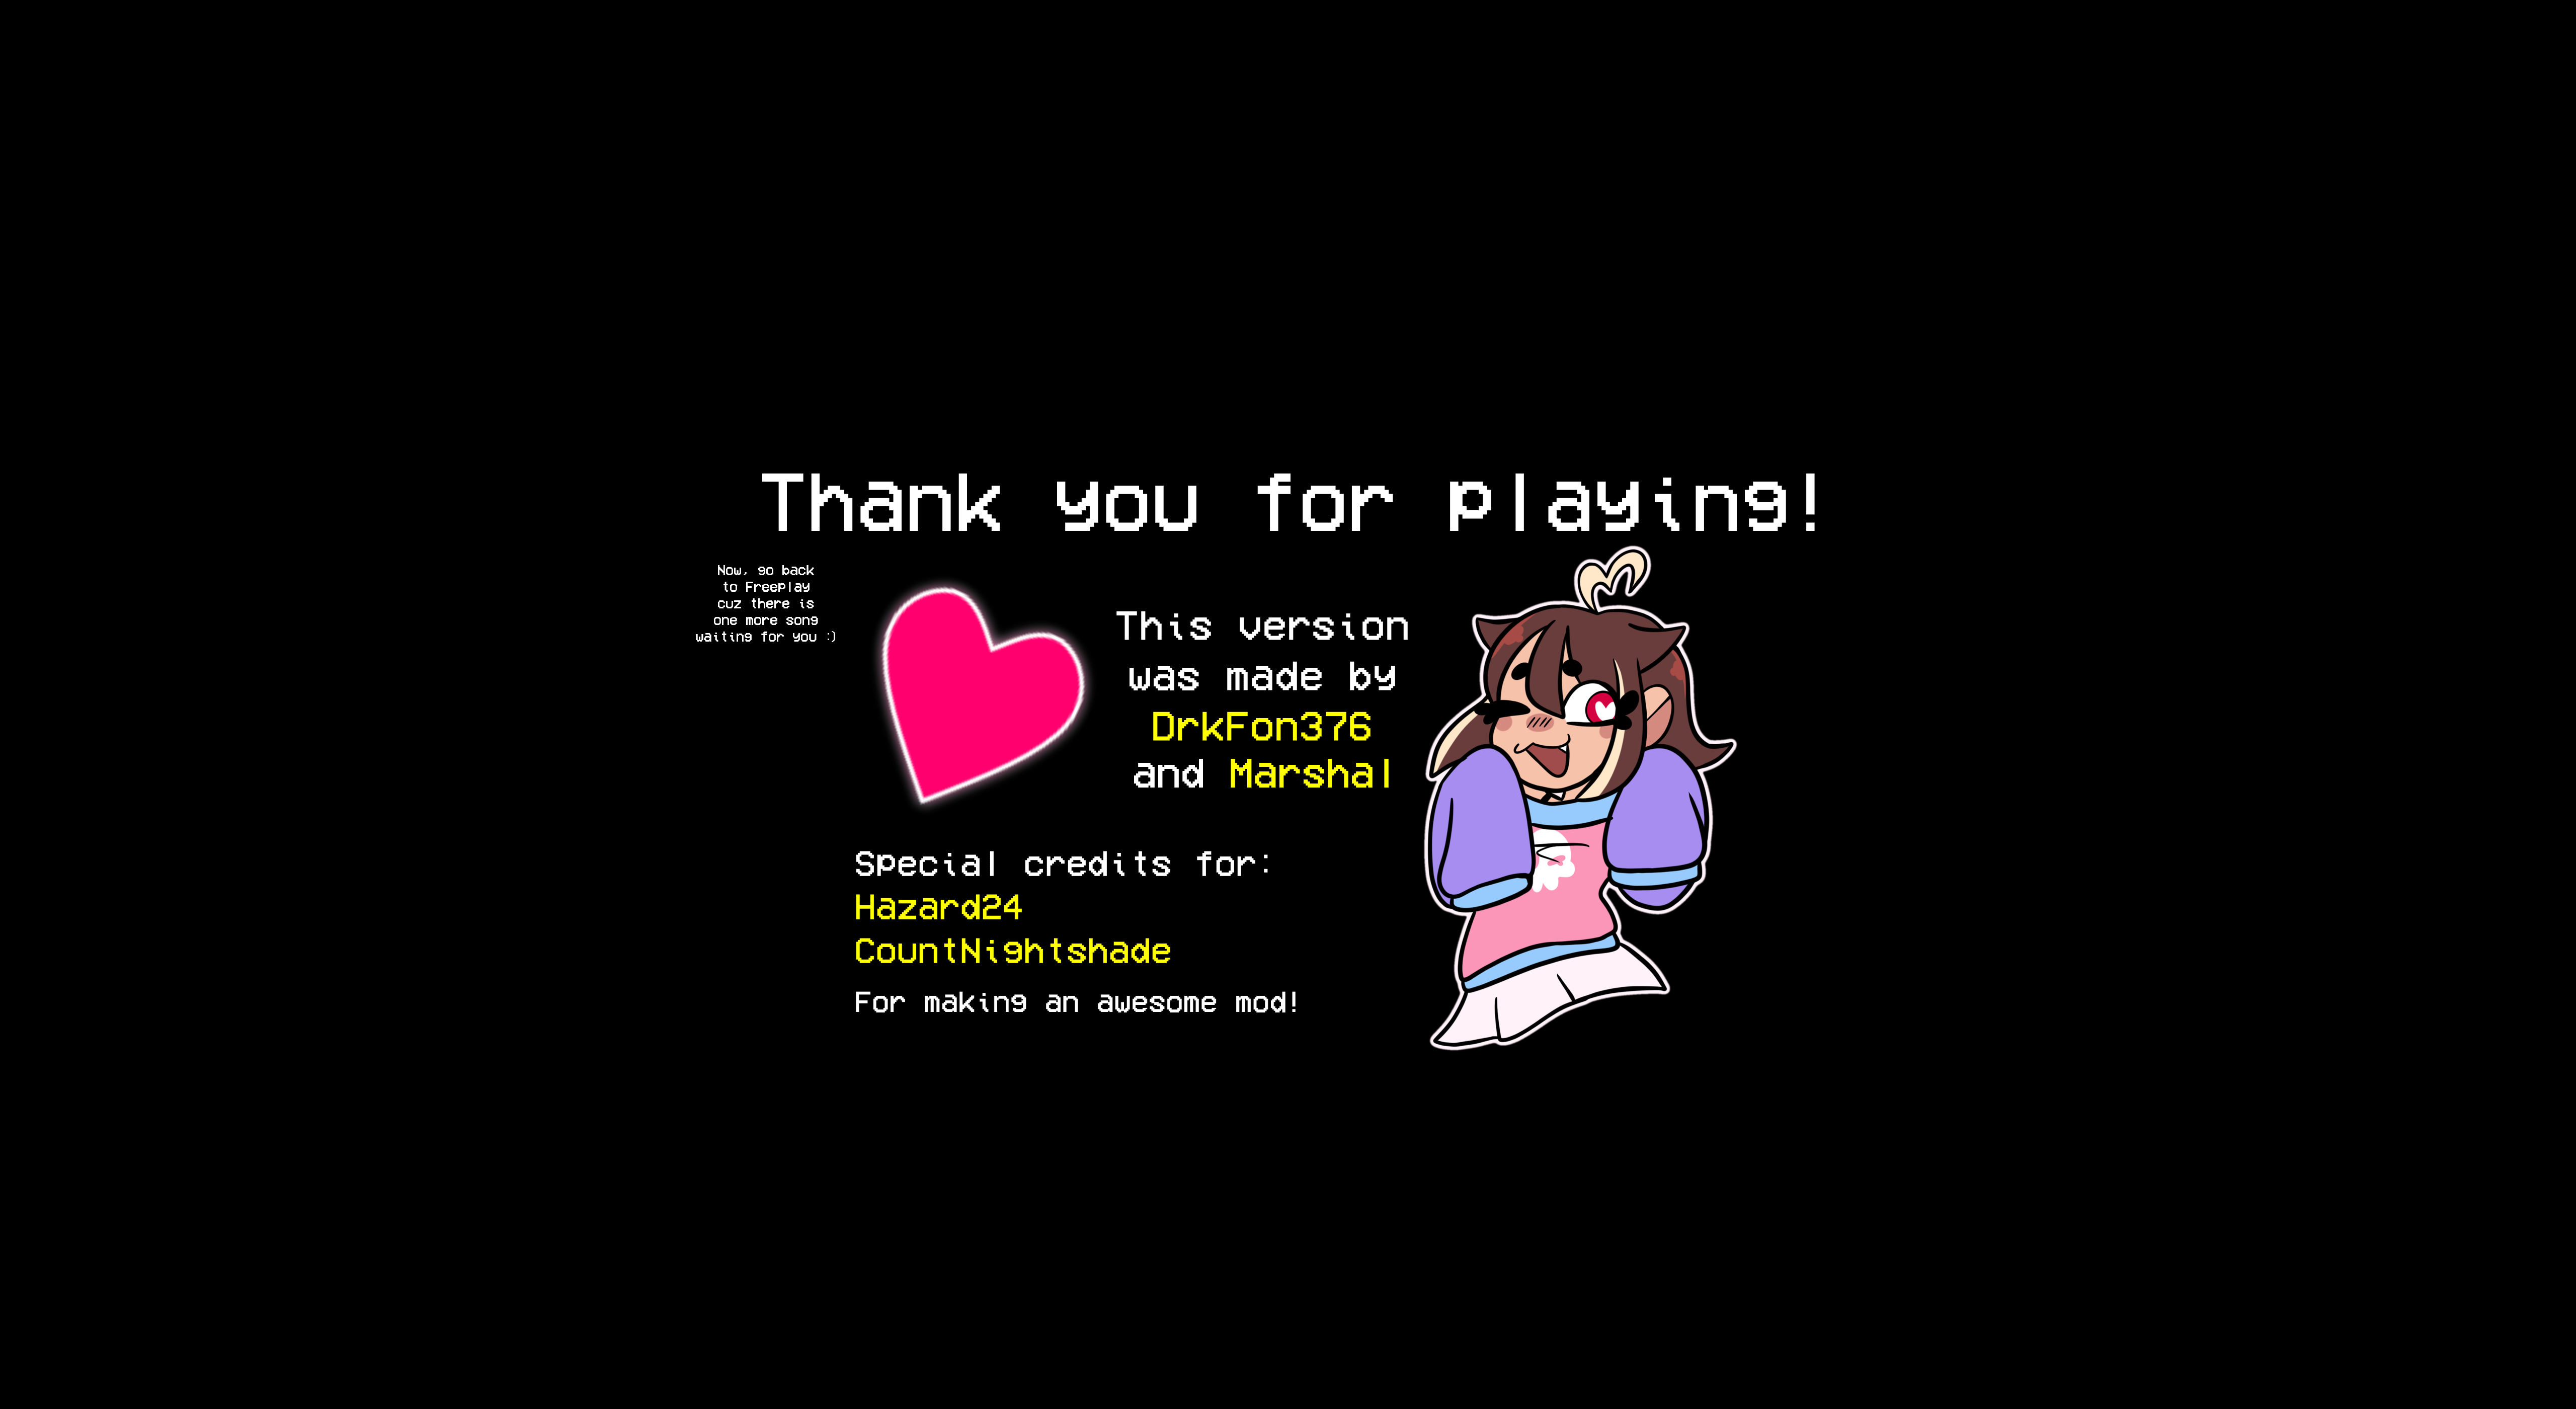 Thank you for playing!
Now, go back
to Freeplay
cuz there is
one more song
waiting for you :)
This version
was made by
DrkFon376
and Marshal
Special credits for:
Hazard24
CountNightshade
For making an awesome mod!